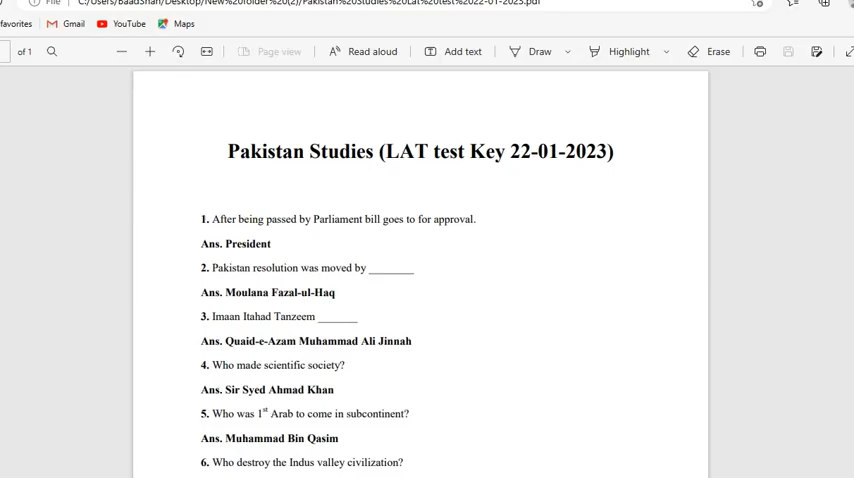 File C:/Users/BaadShah/Desktop/New%20folder%20(2)/Pakistan%20Studies%20Lat%20test%2022-01-2023.pdf
favorites Gmail YouTube Maps
of 1 Page view Read aloud Add text Draw Highlight Erase
Pakistan Studies (LAT test Key 22-01-2023)
1. After being passed by Parliament bill goes to for approval.
Ans. President
2. Pakistan resolution was moved by ________
Ans. Moulana Fazal-ul-Haq
3. Imaan Itahad Tanzeem _______
Ans. Quaid-e-Azam Muhammad Ali Jinnah
4. Who made scientific society?
Ans. Sir Syed Ahmad Khan
5. Who was 1st Arab to come in subcontinent?
Ans. Muhammad Bin Qasim
6. Who destroy the Indus valley civilization?